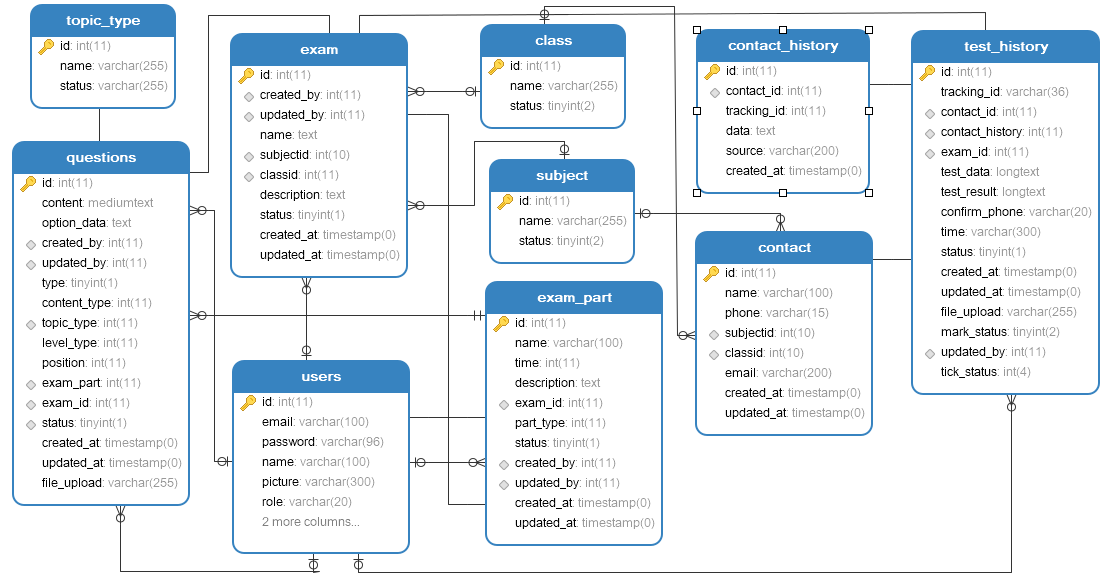 topic_type
id: int(11)
name: varchar(255)
status: varchar(255)
questions
id: int(11)
content: mediumtext
option_data: text
created_by: int(11)
updated_by: int(11)
type: tinyint(1)
content_type: int(11)
topic_type: int(11)
level_type: int(11)
position: int(11)
exam_part: int(11)
exam_id: int(11)
status: tinyint(1)
created_at: timestamp(0)
updated_at: timestamp(0)
file_upload: varchar(255)
exam
id: int(11)
created_by: int(11)
updated_by: int(11)
name: text
subjectid: int(10)
classid: int(11)
description: text
status: tinyint(1)
created_at: timestamp(0)
updated_at: timestamp(0)
users
id: int(11)
email: varchar(100)
password: varchar(96)
name: varchar(100)
picture: varchar(300)
role: varchar(20)
2 more columns...
class
id: int(11)
name: varchar(255)
status: tinyint(2)
subject
id: int(11)
name: varchar(255)
status: tinyint(2)
exam_part
id: int(11)
name: varchar(100)
time: int(11)
description: text
exam_id: int(11)
part_type: int(11)
status: tinyint(1)
created_by: int(11)
updated_by: int(11)
created_at: timestamp(0)
updated_at: timestamp(0)
contact_history
id: int(11)
contact_id: int(11)
tracking_id: int(11)
data: text
source: varchar(200)
created_at: timestamp(0)
contact
id: int(11)
name: varchar(100)
phone: varchar(15)
subjectid: int(10)
classid: int(10)
email: varchar(200)
created_at: timestamp(0)
updated_at: timestamp(0)
test_history
id: int(11)
tracking_id: varchar(36)
contact_id: int(11)
contact_history: int(11)
exam_id: int(11)
test_data: longtext
test_result: longtext
confirm_phone: varchar(20)
time: varchar(300)
status: tinyint(1)
created_at: timestamp(0)
updated_at: timestamp(0)
file_upload: varchar(255)
mark_status: tinyint(2)
updated_by: int(11)
tick_status: int(4)